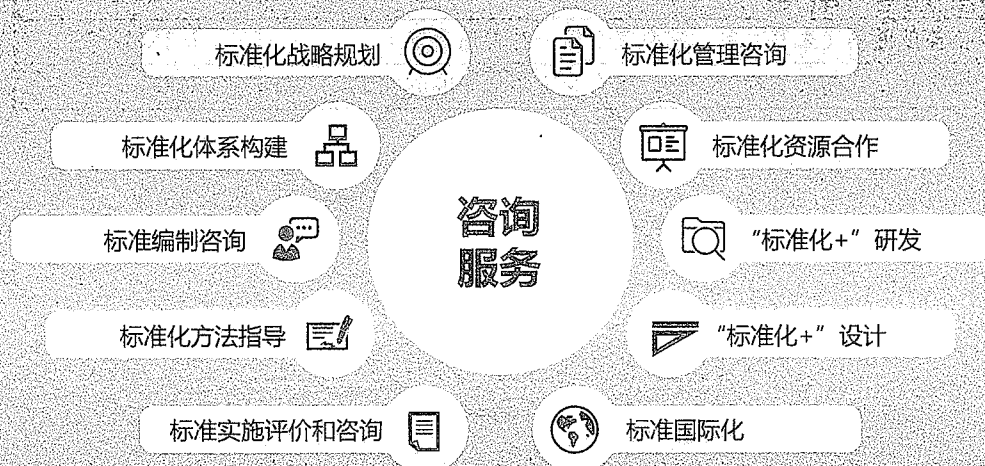 标准化战略规划
标准化管理咨询
标准化体系构建
标准化资源合作
咨询
服务
标准编制咨询
“标准化+”研发
标准化方法指导
“标准化+”设计
标准实施评价和咨询
标准国际化